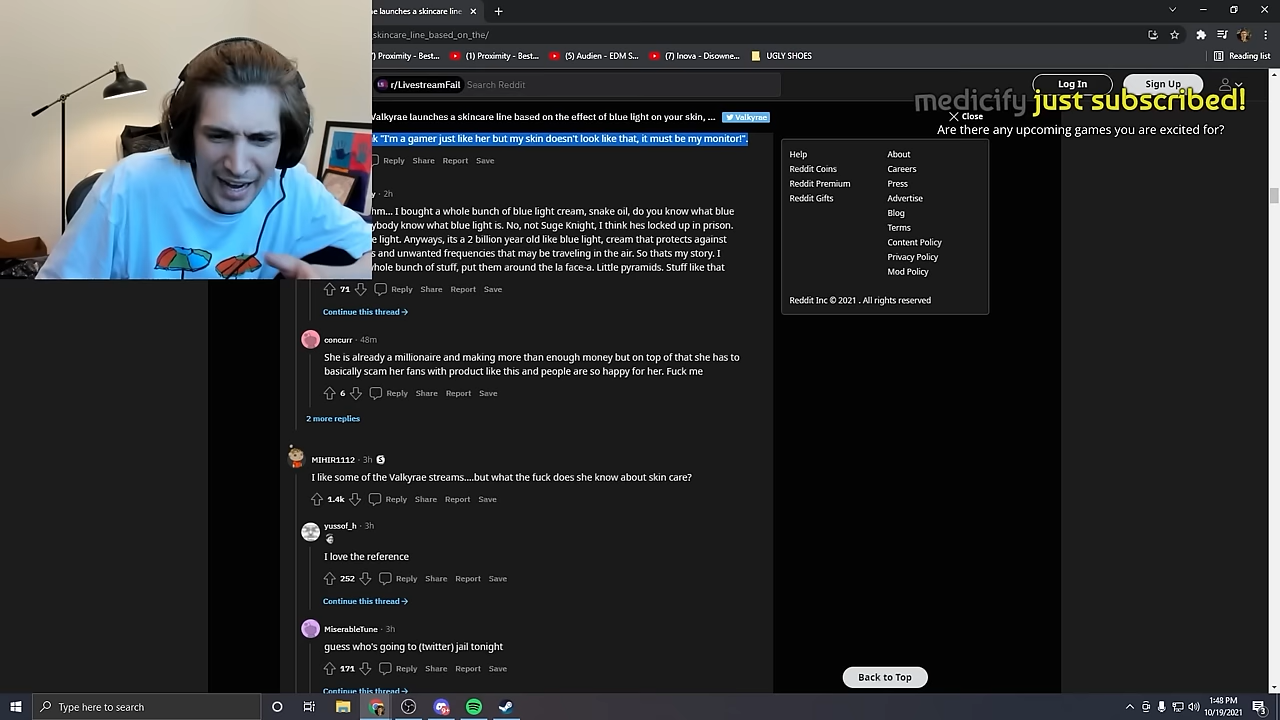 e launches a skincare line
skincare_line_based_on_the/
) Proximity - Best...
(1) Proximity - Best...
(5) Audien - EDM S...
(7) Inova - Disowne...
UGLY SHOES
Reading list
r/LivestreamFail
Search Reddit
Log In
Sign Up
medicify just subscribed!
Valkyrae launches a skincare line based on the effect of blue light on your skin, ...
Valkyrae
Close
Are there any upcoming games you are excited for?
k "I'm a gamer just like her but my skin doesn't look like that, it must be my monitor!".
Reply Share Report Save
Help
About
Reddit Coins
Careers
Reddit Premium
Press
Reddit Gifts
Advertise
Blog
Terms
Content Policy
Privacy Policy
Mod Policy
Reddit Inc © 2021 . All rights reserved
y · 2h
hm... I bought a whole bunch of blue light cream, snake oil, do you know what blue
ybody know what blue light is. No, not Suge Knight, I think hes locked up in prison.
e light. Anyways, its a 2 billion year old like blue light, cream that protects against
s and unwanted frequencies that may be traveling in the air. So thats my story. I
hole bunch of stuff, put them around the la face-a. Little pyramids. Stuff like that
71 Reply Share Report Save
Continue this thread→
concurr · 48m
She is already a millionaire and making more than enough money but on top of that she has to
basically scam her fans with product like this and people are so happy for her. Fuck me
6 Reply Share Report Save
2 more replies
MIHIR1112 · 3h S
I like some of the Valkyrae streams....but what the fuck does she know about skin care?
1.4k Reply Share Report Save
yussof_h · 3h
I love the reference
252 Reply Share Report Save
Continue this thread→
MiserableTune · 3h
guess who's going to (twitter) jail tonight
171 Reply Share Report Save
Continue this thread→
Back to Top
Type here to search
1:48 PM
10/19/2021